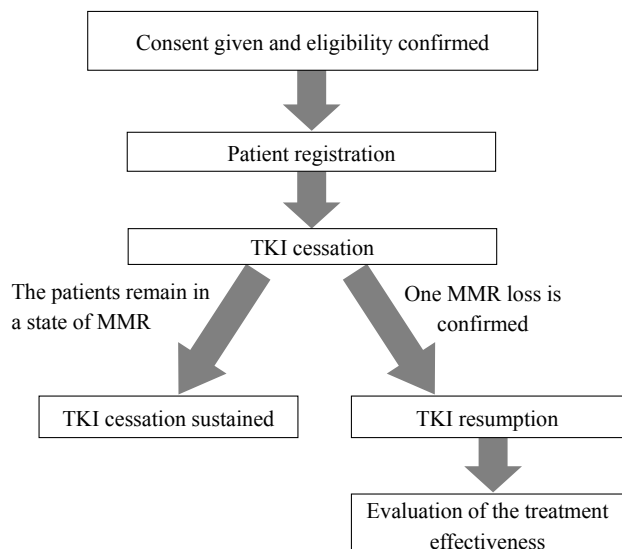 Consent given and eligibility confirmed
Patient registration
TKI cessation
The patients remain in
a state of MMR
One MMR loss is
confirmed
TKI cessation sustained
TKI resumption
Evaluation of the treatment
effectiveness